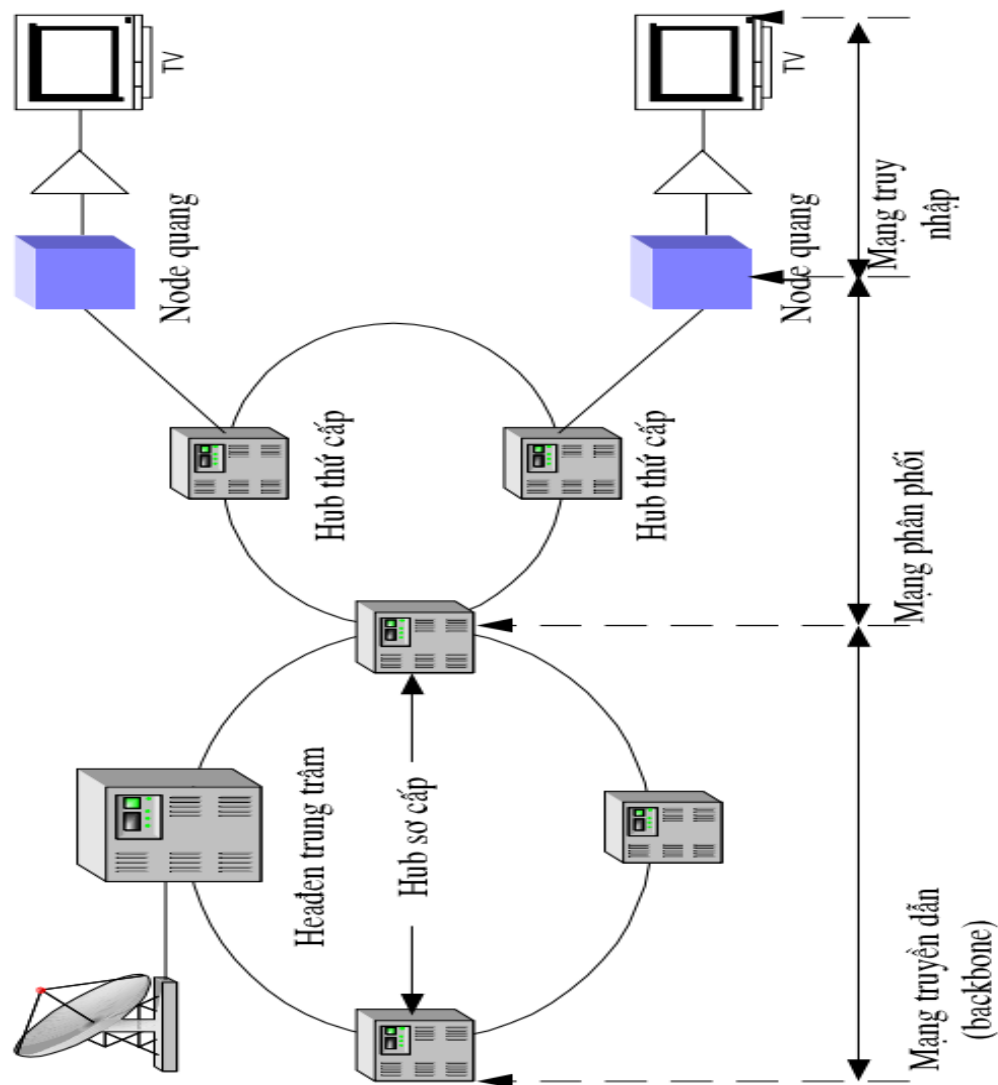 Node quang
TV
Heađen trung trâm
Hub thứ cấp
Hub sơ cấp
Hub thứ cấp
Node quang
TV
Mạng truyền dẫn
(backbone)
Mạng phân phối
Mạng truy
nhập